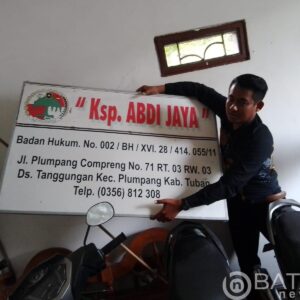 " Ksp. ABDI JAYA "
Badan Hukum. No. 002 / BH / XVI. 28 / 414. 055/11
Jl. Plumpang Compreng No. 71 RT. 03 RW. 03
Ds. Tanggungan Kec. Plumpang Kab. Tuban
Telp. (0356) 812 308